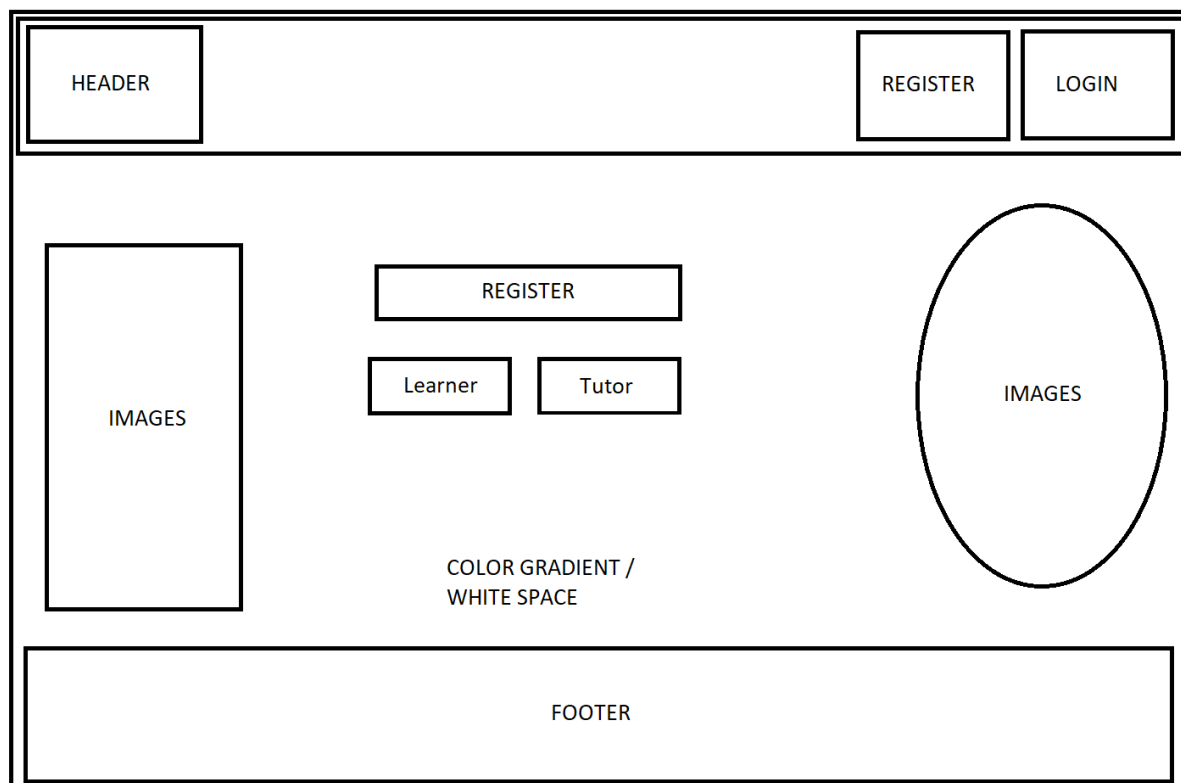 HEADER
REGISTER
LOGIN
REGISTER
Learner
Tutor
IMAGES
IMAGES
COLOR GRADIENT /
WHITE SPACE
FOOTER